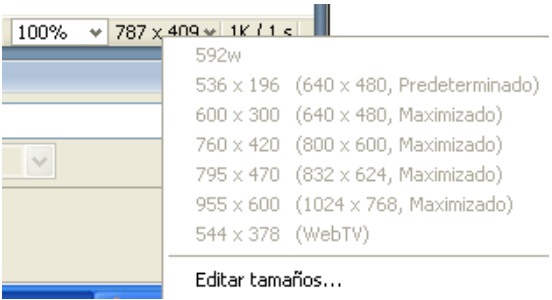 100% 787 x 409 1K / 1 s
592w
536 x 196 (640 x 480, Predeterminado)
600 x 300 (640 x 480, Maximizado)
760 x 420 (800 x 600, Maximizado)
795 x 470 (832 x 624, Maximizado)
955 x 600 (1024 x 768, Maximizado)
544 x 378 (WebTV)
Editar tamaños...